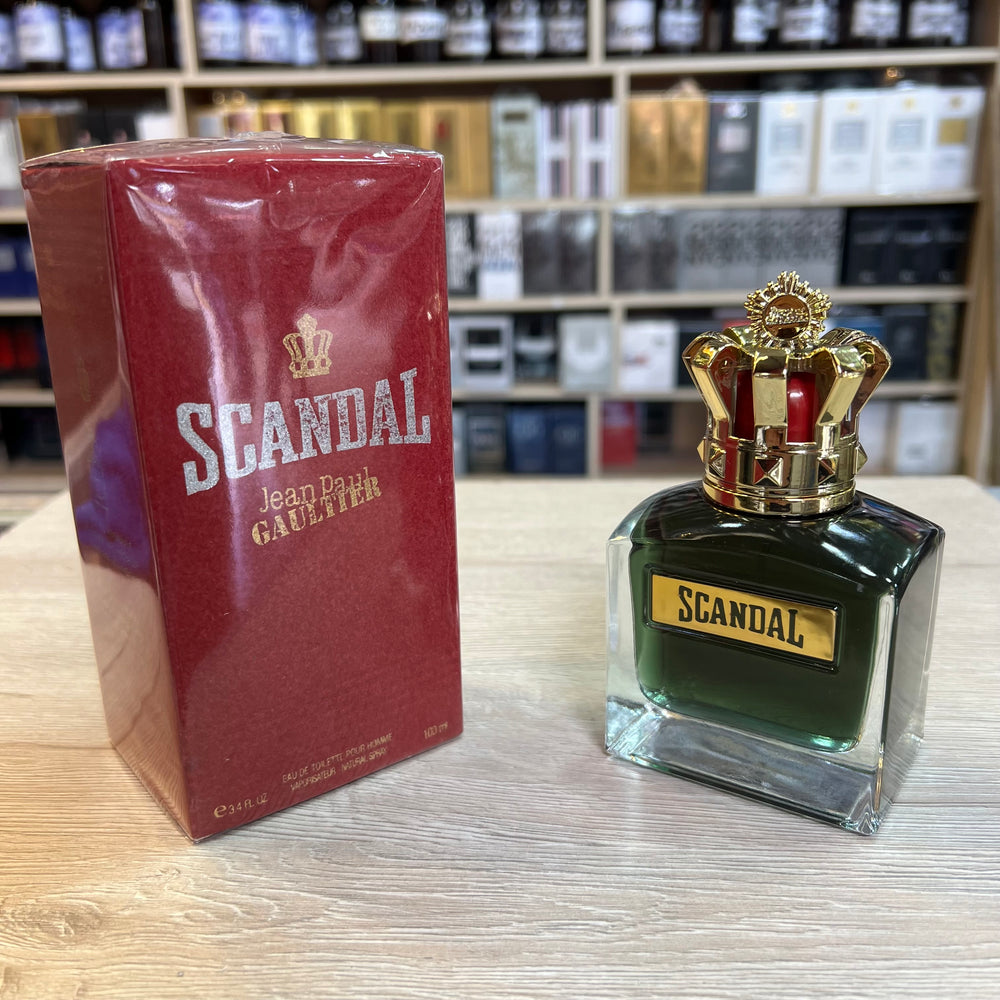 SCANDAL
Jean Paul
GAULTIER
EAU DE TOILETTE POUR HOMME
VAPORISATEUR NATURAL SPRAY
e 3.4 FL. OZ
100 ml
SCANDAL